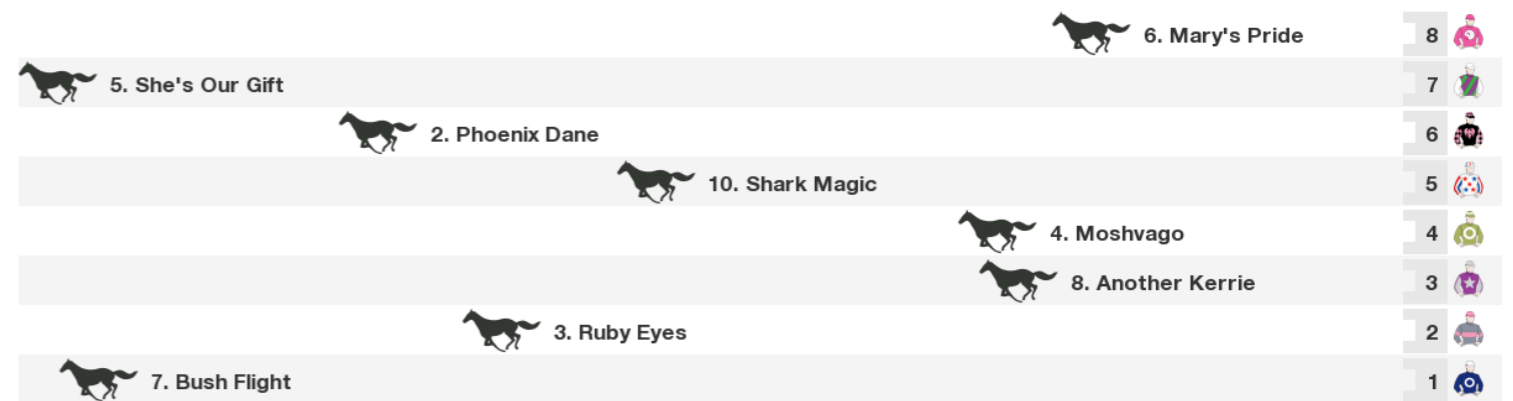 6. Mary's Pride 8
5. She's Our Gift 7
2. Phoenix Dane 6
10. Shark Magic 5
4. Moshvago 4
8. Another Kerrie 3
3. Ruby Eyes 2
7. Bush Flight 1